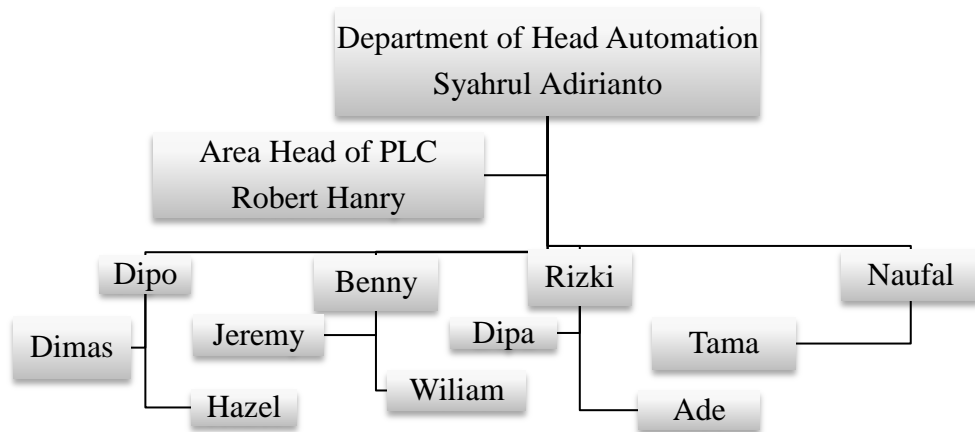 Department of Head Automation
Syahrul Adirianto
Area Head of PLC
Robert Hanry
Dipo
Benny
Rizki
Naufal
Dimas
Jeremy
Dipa
Tama
Hazel
Wiliam
Ade